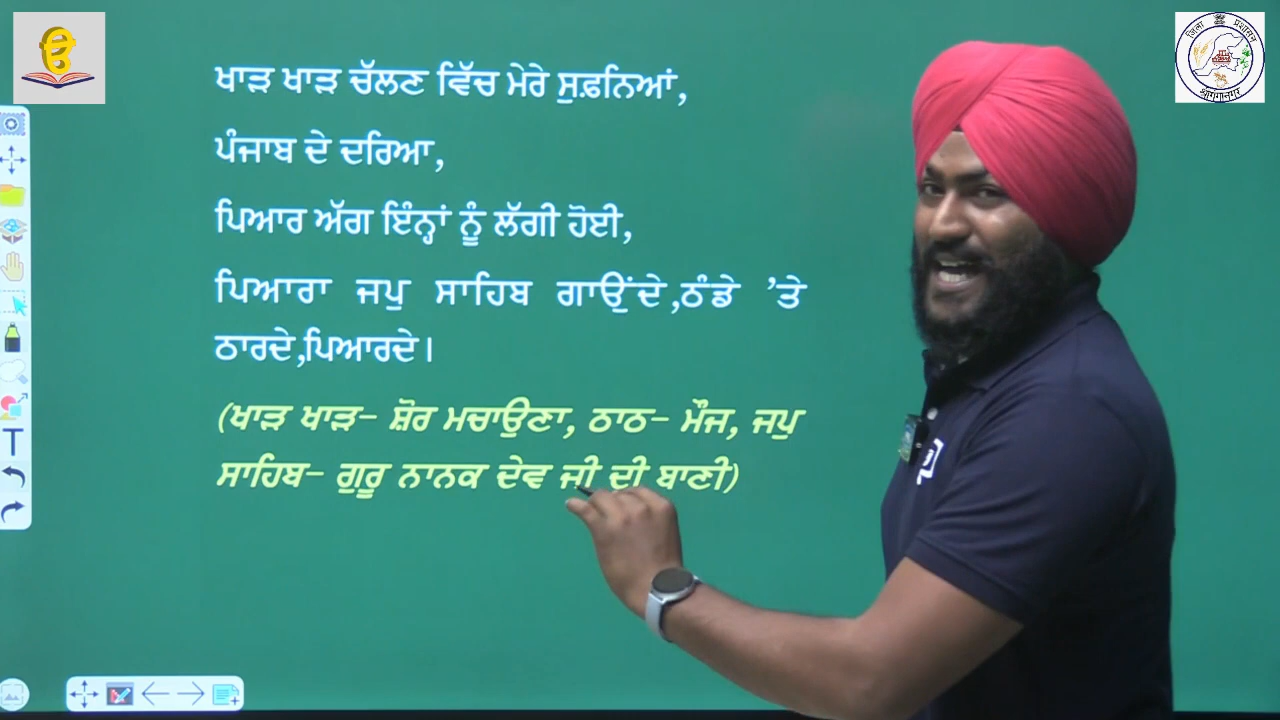 ਖਾੜ ਖਾੜ ਚੱਲਣ ਵਿੱਚ ਮੇਰੇ ਸੁਫ਼ਨਿਆਂ,
ਪੰਜਾਬ ਦੇ ਦਰਿਆ,
ਪਿਆਰ ਅੱਗ ਇੰਨ੍ਹਾਂ ਨੂੰ ਲੱਗੀ ਹੋਈ,
ਪਿਆਰਾ ਜਪੁ ਸਾਹਿਬ ਗਾਉਂਦੇ,ਠੰਡੇ ’ਤੇ
ਠਾਰਦੇ,ਪਿਆਰਦੇ।
(ਖਾੜ ਖਾੜ- ਸ਼ੋਰ ਮਚਾਉਣਾ, ਠਾਠ- ਮੌਜ, ਜਪੁ
ਸਾਹਿਬ- ਗੁਰੂ ਨਾਨਕ ਦੇਵ ਜੀ ਦੀ ਬਾਣੀ)
T